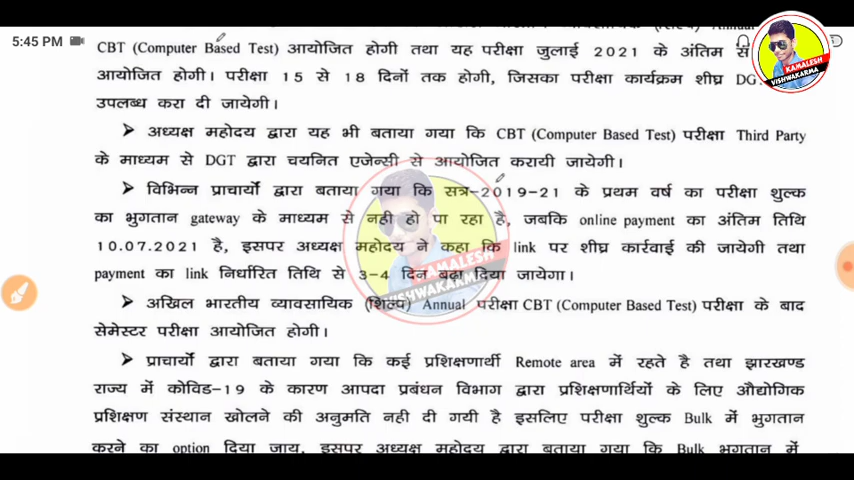 5:45 PM
(शिल्प) Annual
CBT (Computer Based Test) आयोजित होगी तथा यह परीक्षा जुलाई 2021 के अंतिम स
आयोजित होगी। परीक्षा 15 से 18 दिनों तक होगी, जिसका परीक्षा कार्यक्रम शीघ्र DG
उपलब्ध करा दी जायेगी।
KAMALESH
VISHWAKARMA
➤ अध्यक्ष महोदय द्वारा यह भी बताया गया कि CBT (Computer Based Test) परीक्षा Third Party
के माध्यम से DGT द्वारा चयनित एजेन्सी से आयोजित करायी जायेगी।
➤ विभिन्न प्राचार्यो द्वारा बताया गया कि सत्र-2019-21 के प्रथम वर्ष का परीक्षा शुल्क
का भुगतान gateway के माध्यम से नही हो पा रहा है, जबकि online payment का अंतिम तिथि
10.07.2021 है, इसपर अध्यक्ष महोदय ने कहा कि link पर शीघ्र कार्रवाई की जायेगी तथा
payment का link निर्धारित तिथि से 3-4 दिन बढ़ा दिया जायेगा।
KAMALESH
VISHWAKARMA
➤ अखिल भारतीय व्यावसायिक (शिल्प) Annual परीक्षा CBT (Computer Based Test) परीक्षा के बाद
सेमेस्टर परीक्षा आयोजित होगी।
➤ प्राचार्यों द्वारा बताया गया कि कई प्रशिक्षणार्थी Remote area में रहते है तथा झारखण्ड
राज्य में कोविड-19 के कारण आपदा प्रबंधन विभाग द्वारा प्रशिक्षणार्थियों के लिए औद्योगिक
प्रशिक्षण संस्थान खोलने की अनुमति नही दी गयी है इसलिए परीक्षा शुल्क Bulk में भुगतान
करने का option दिया जाय, इसपर अध्यक्ष महोदय द्वारा बताया गया कि Bulk भुगतान में